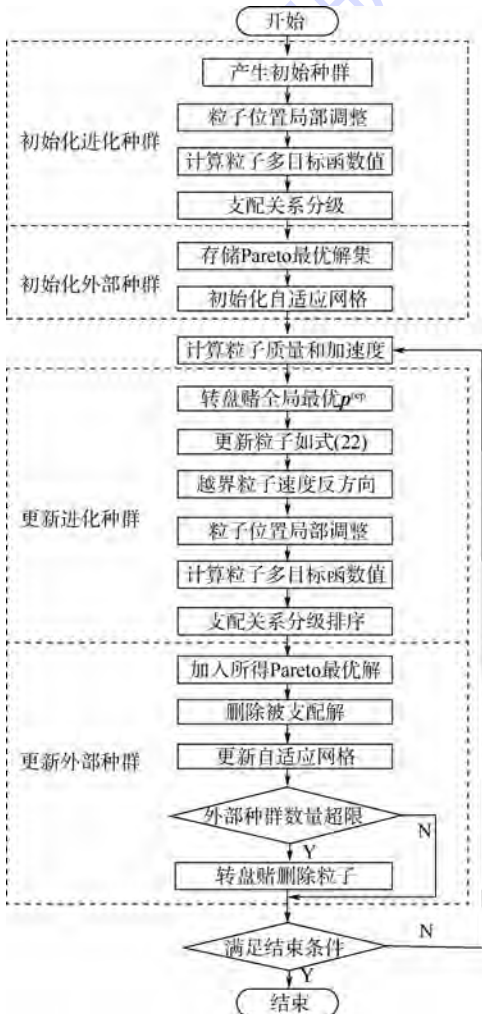 开始
产生初始种群
粒子位置局部调整
初始化进化种群
计算粒子多目标函数值
支配关系分级
存储Pareto最优解集
初始化外部种群
初始化自适应网格
计算粒子质量和加速度
转盘赌全局最优p^pep
更新粒子如式(22)
越界粒子速度反方向
更新进化种群
粒子位置局部调整
计算粒子多目标函数值
支配关系分级排序
加入所得Pareto最优解
删除被支配解
更新外部种群
更新自适应网格
外部种群数量超限
N
Y
转盘赌删除粒子
满足结束条件
N
Y
结束